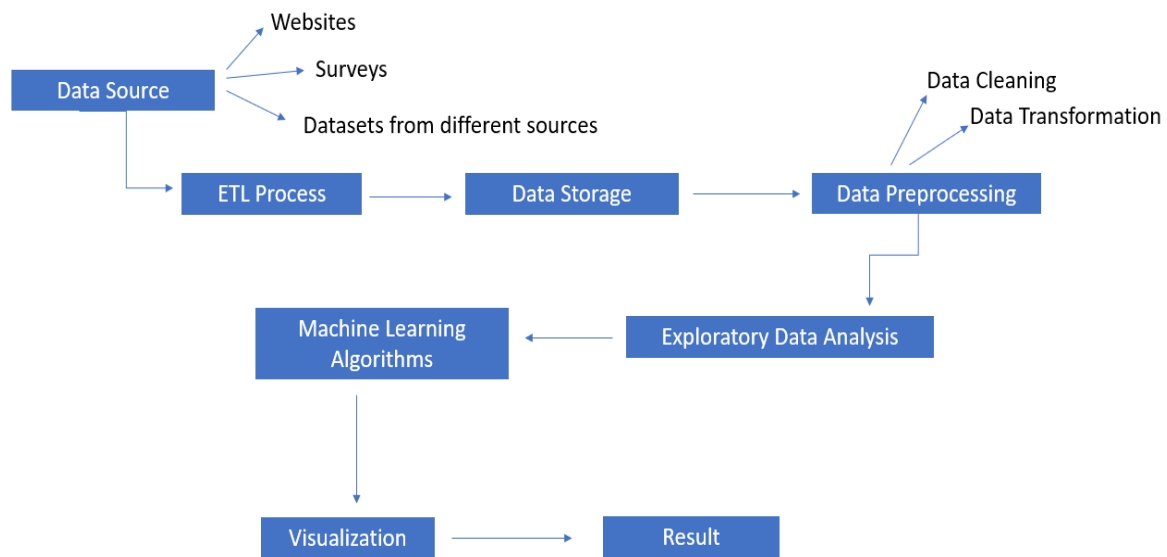 Websites
Surveys
Data Source
Datasets from different sources
Data Cleaning
Data Transformation
ETL Process
Data Storage
Data Preprocessing
Machine Learning
Algorithms
Exploratory Data Analysis
Visualization
Result